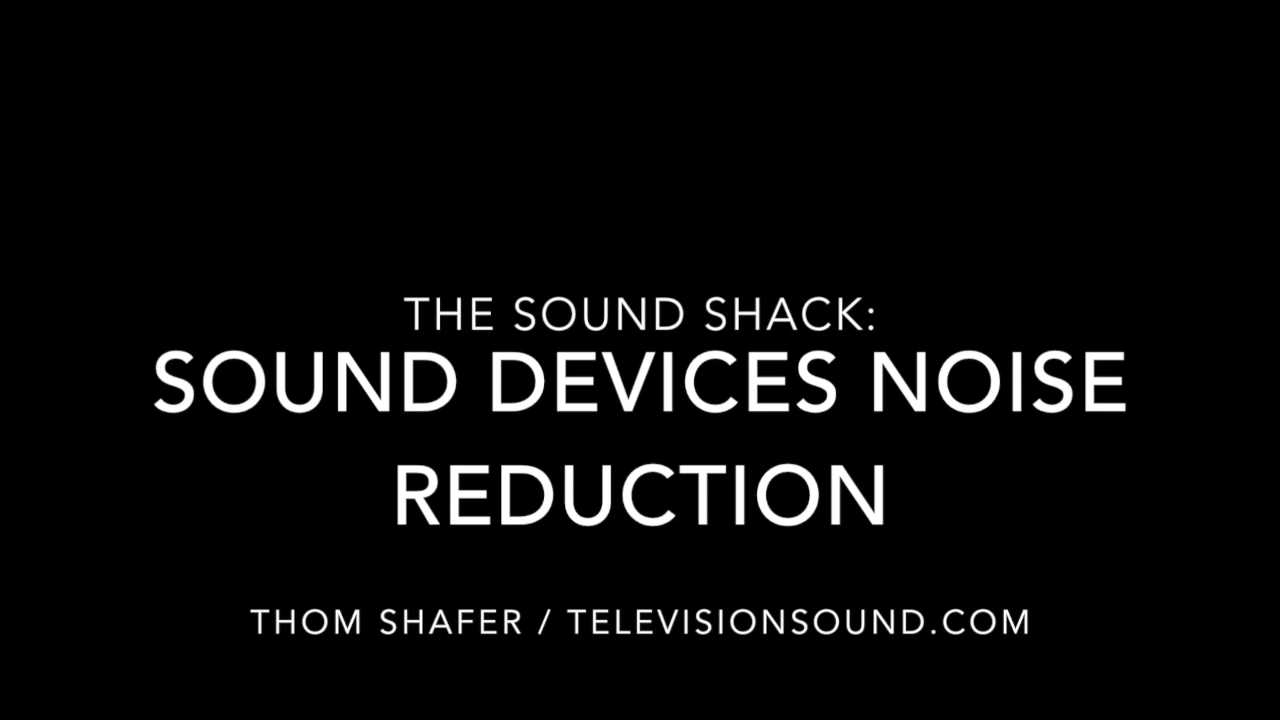 THE SOUND SHACK:
SOUND DEVICES NOISE
REDUCTION
THOM SHAFER / TELEVISIONSOUND.COM